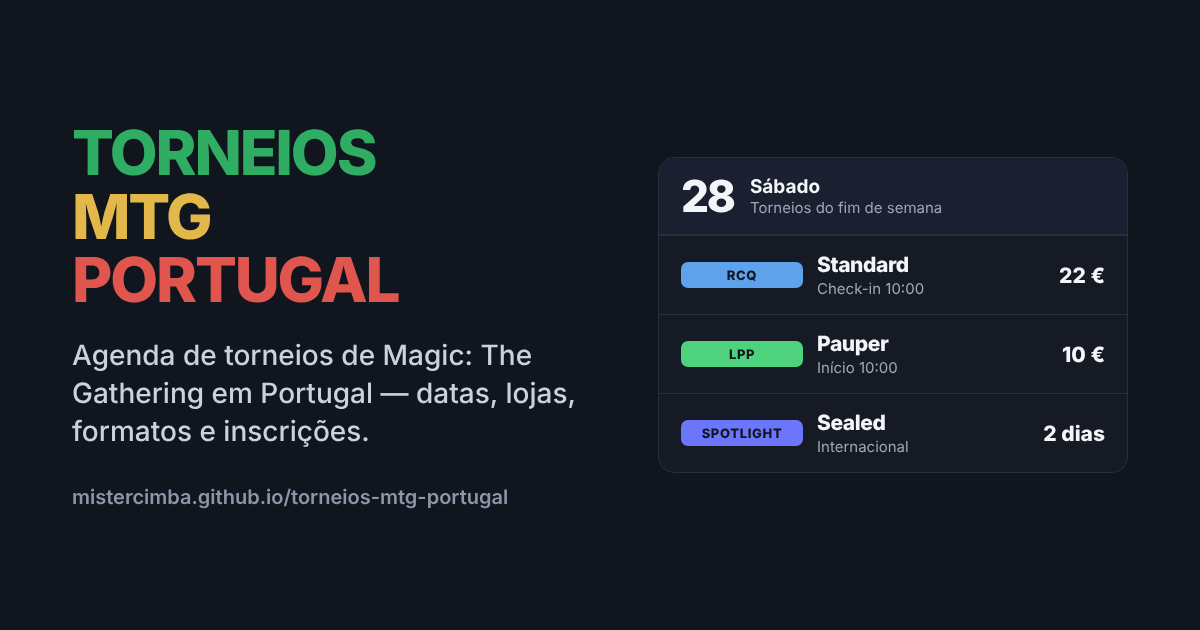 TORNEIOS
MTG
PORTUGAL
Agenda de torneios de Magic: The
Gathering em Portugal — datas, lojas,
formatos e inscrições.
mistercimba.github.io/torneios-mtg-portugal
28
Sábado
Torneios do fim de semana
RCQ
Standard
Check-in 10:00
22 €
LPP
Pauper
Início 10:00
10 €
SPOTLIGHT
Sealed
Internacional
2 dias